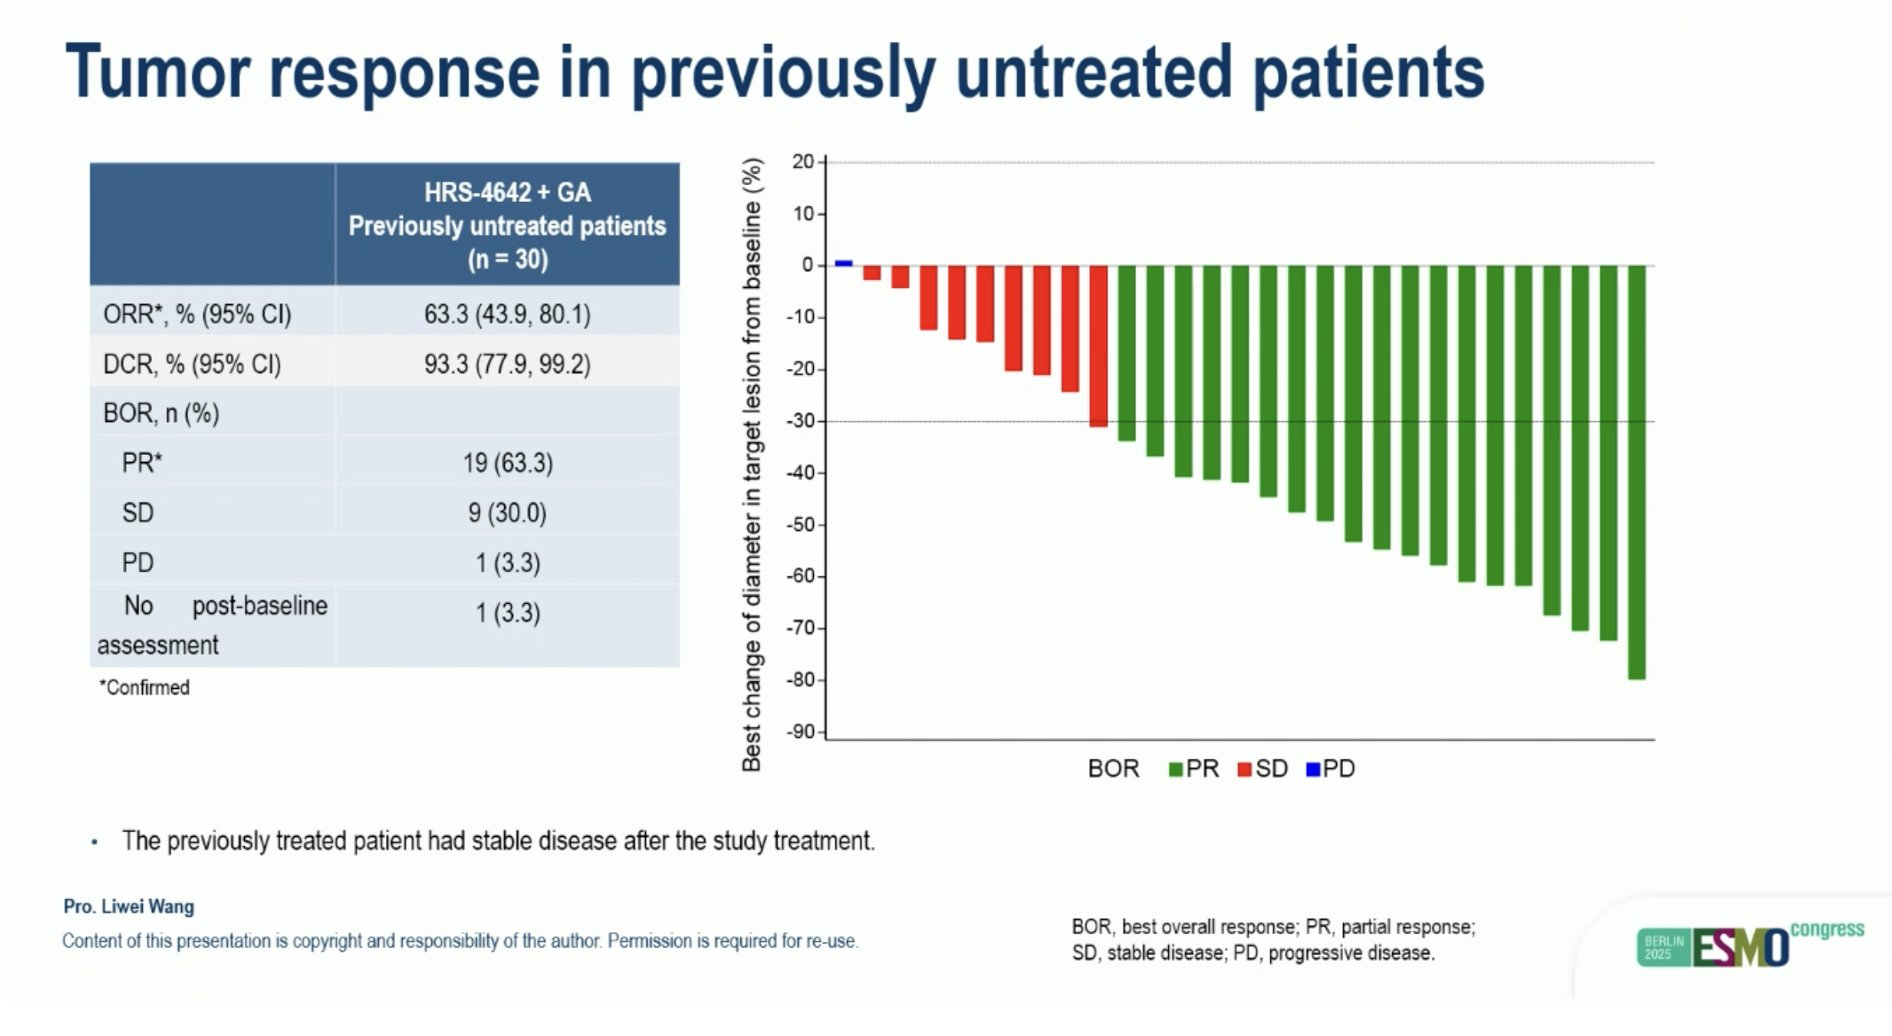 Tumor response in previously untreated patients
HRS-4642 + GA
Previously untreated patients
(n = 30)
ORR*, % (95% CI)
63.3 (43.9, 80.1)
DCR, % (95% CI)
93.3 (77.9, 99.2)
BOR, n (%)
PR*
19 (63.3)
SD
9 (30.0)
PD
1 (3.3)
No post-baseline
assessment
1 (3.3)
*Confirmed
Best change of diameter in target lesion from baseline (%)
20
10
0
-10
-20
-30
-40
-50
-60
-70
-80
-90
BOR PR SD PD
• The previously treated patient had stable disease after the study treatment.
Pro. Liwei Wang
Content of this presentation is copyright and responsibility of the author. Permission is required for re-use.
BOR, best overall response; PR, partial response;
SD, stable disease; PD, progressive disease.
BERLIN
2025
ESMO congress